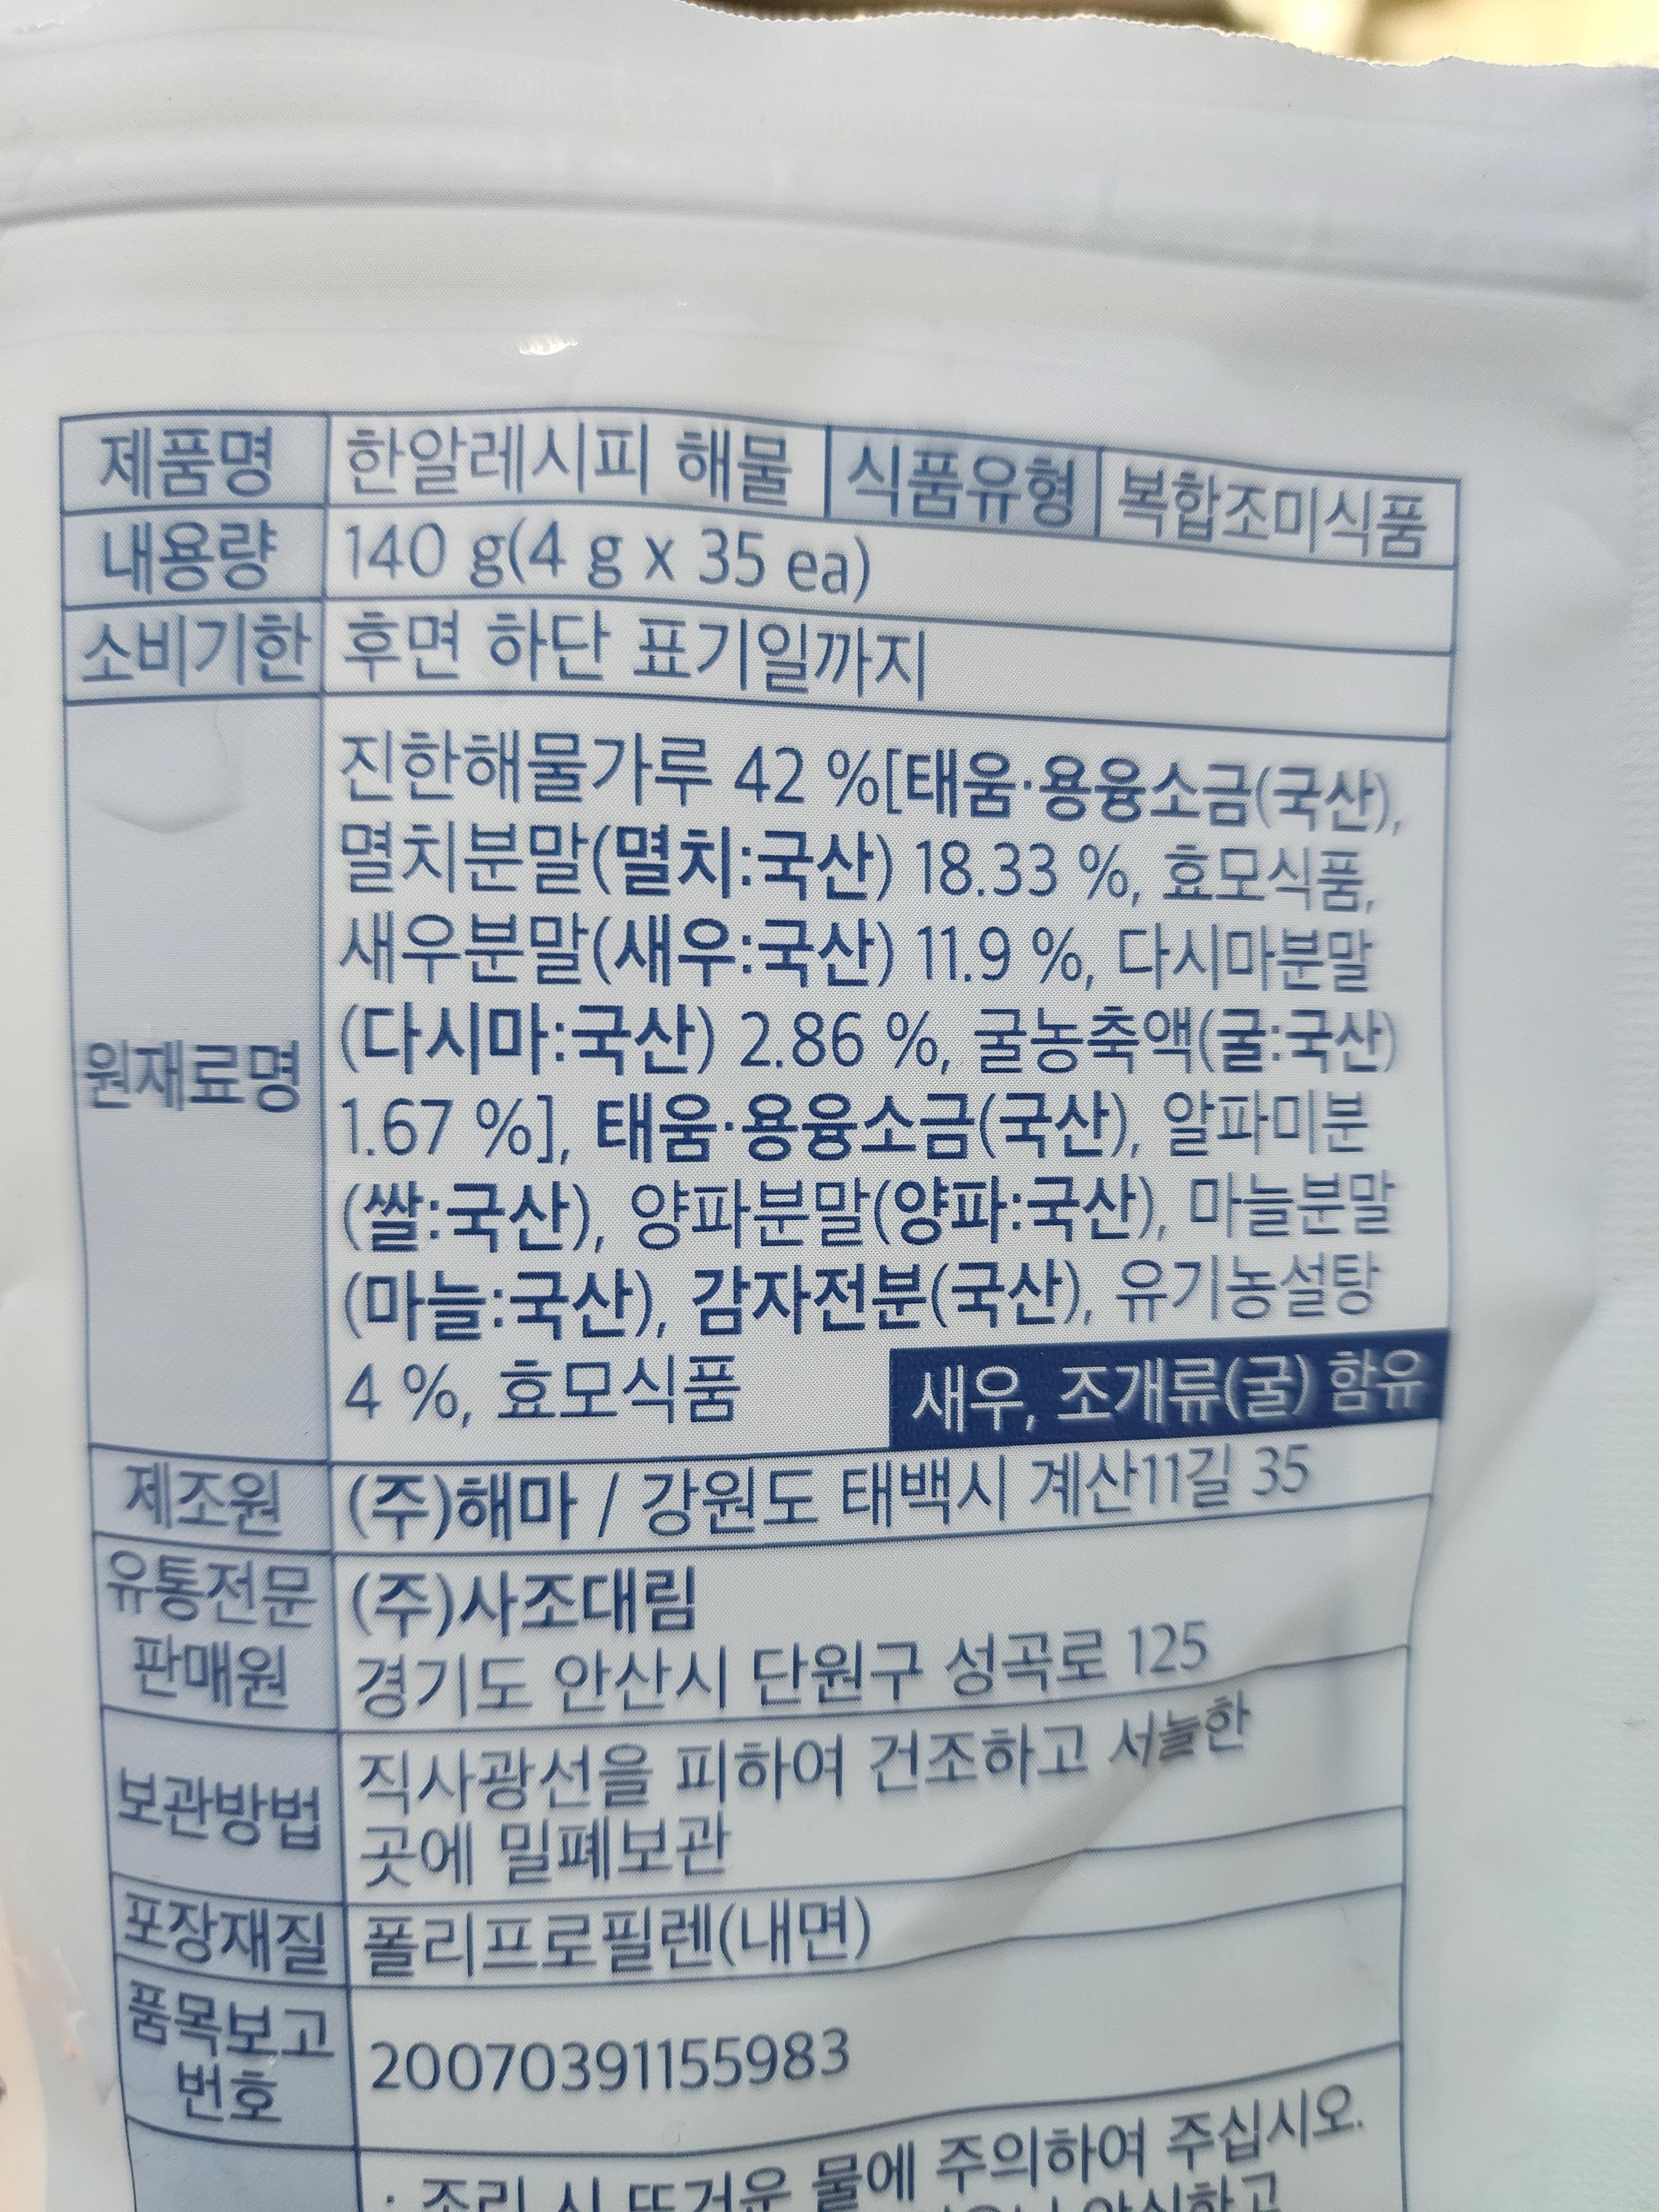 제품명 한알레시피 해물 식품유형 복합조미식품
내용량 140 g(4 g x 35 ea)
소비기한 후면 하단 표기일까지
원재료명
진한해물가루 42 %[태움·용융소금(국산),
멸치분말(멸치:국산) 18.33 %, 효모식품,
새우분말(새우:국산) 11.9 %, 다시마분말
(다시마:국산) 2.86 %, 굴농축액(굴:국산)
1.67 %], 태움·용융소금(국산), 알파미분
(쌀:국산), 양파분말(양파:국산), 마늘분말
(마늘:국산), 감자전분(국산), 유기농설탕
4 %, 효모식품 새우, 조개류(굴) 함유
제조원 (주)해마 / 강원도 태백시 계산11길 35
유통전문
판매원
(주)사조대림
경기도 안산시 단원구 성곡로 125
보관방법
직사광선을 피하여 건조하고 서늘한
곳에 밀폐보관
포장재질 폴리프로필렌(내면)
품목보고
번호
20070391155983
: 조리 시 뜨거운 물에 주의하여 주십시오.